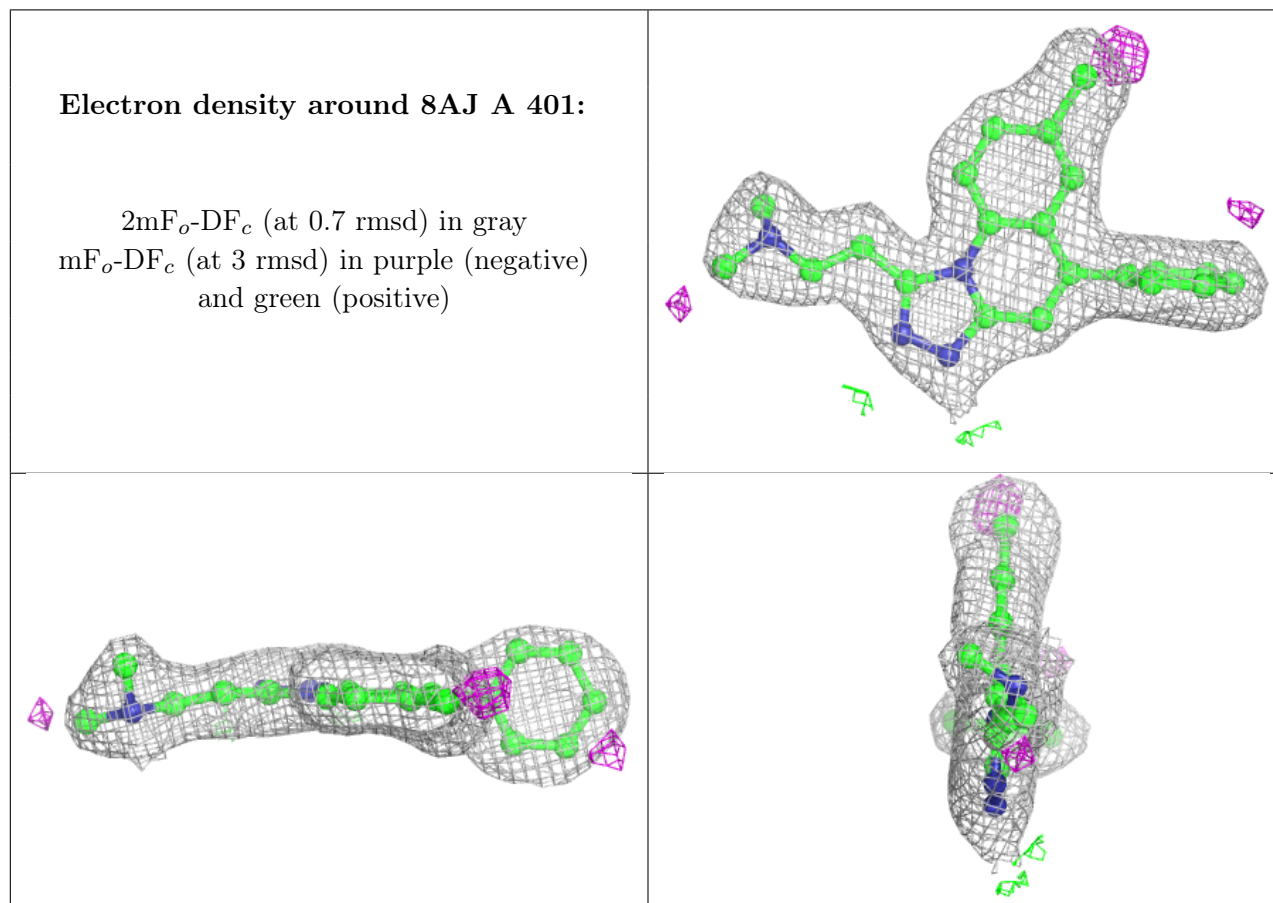 Electron density around 8AJ A 401:
2mFo-DFc (at 0.7 rmsd) in gray
mFo-DFc (at 3 rmsd) in purple (negative)
and green (positive)